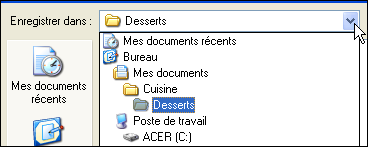 Enregistrer dans : Desserts
Mes documents récents
Bureau
Mes documents
Cuisine
Desserts
Poste de travail
ACER (C:)
Mes documents
récents